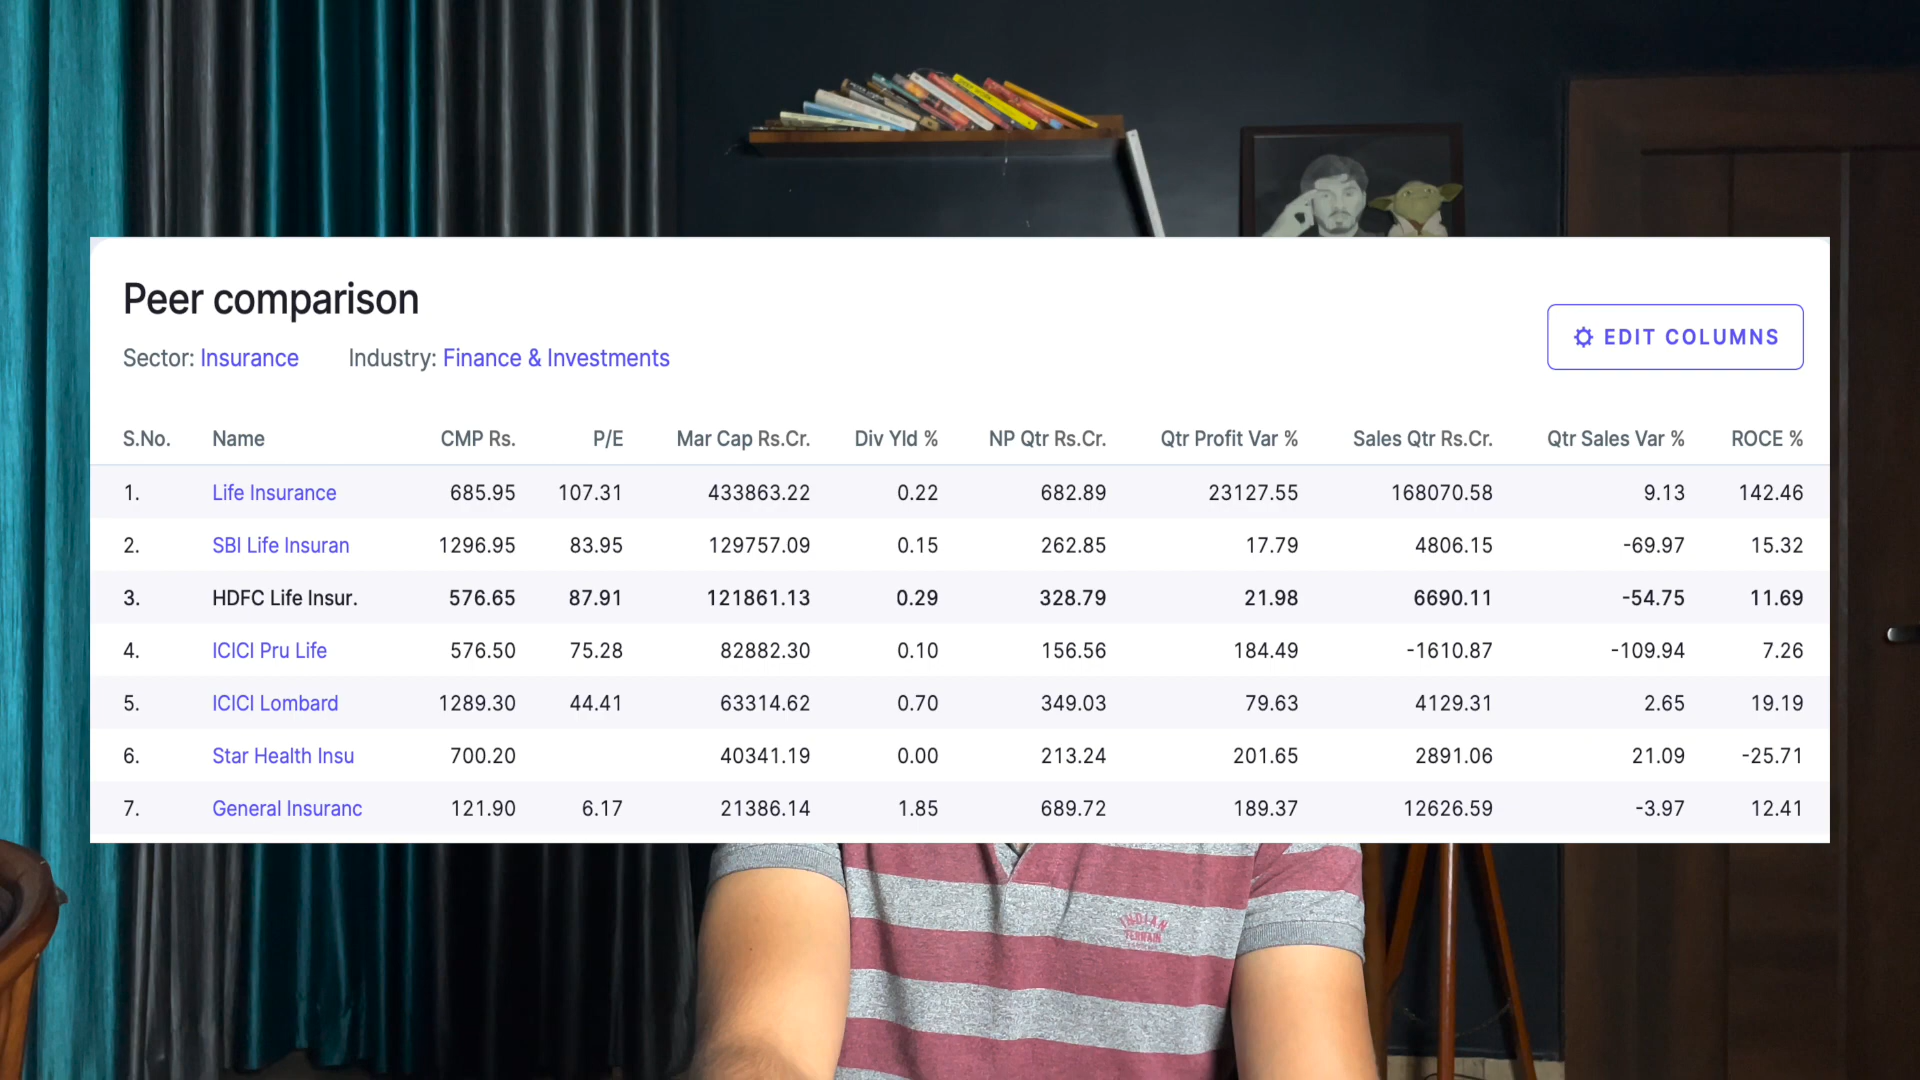 Peer comparison
Sector: Insurance Industry: Finance & Investments
EDIT COLUMNS
S.No. Name CMP Rs. P/E Mar Cap Rs.Cr. Div Yld % NP Qtr Rs.Cr. Qtr Profit Var % Sales Qtr Rs.Cr. Qtr Sales Var % ROCE %
1. Life Insurance 685.95 107.31 433863.22 0.22 682.89 23127.55 168070.58 9.13 142.46
2. SBI Life Insuran 1296.95 83.95 129757.09 0.15 262.85 17.79 4806.15 -69.97 15.32
3. HDFC Life Insur. 576.65 87.91 121861.13 0.29 328.79 21.98 6690.11 -54.75 11.69
4. ICICI Pru Life 576.50 75.28 82882.30 0.10 156.56 184.49 -1610.87 -109.94 7.26
5. ICICI Lombard 1289.30 44.41 63314.62 0.70 349.03 79.63 4129.31 2.65 19.19
6. Star Health Insu 700.20 40341.19 0.00 213.24 201.65 2891.06 21.09 -25.71
7. General Insuranc 121.90 6.17 21386.14 1.85 689.72 189.37 12626.59 -3.97 12.41
INDIAN
TERRAIN